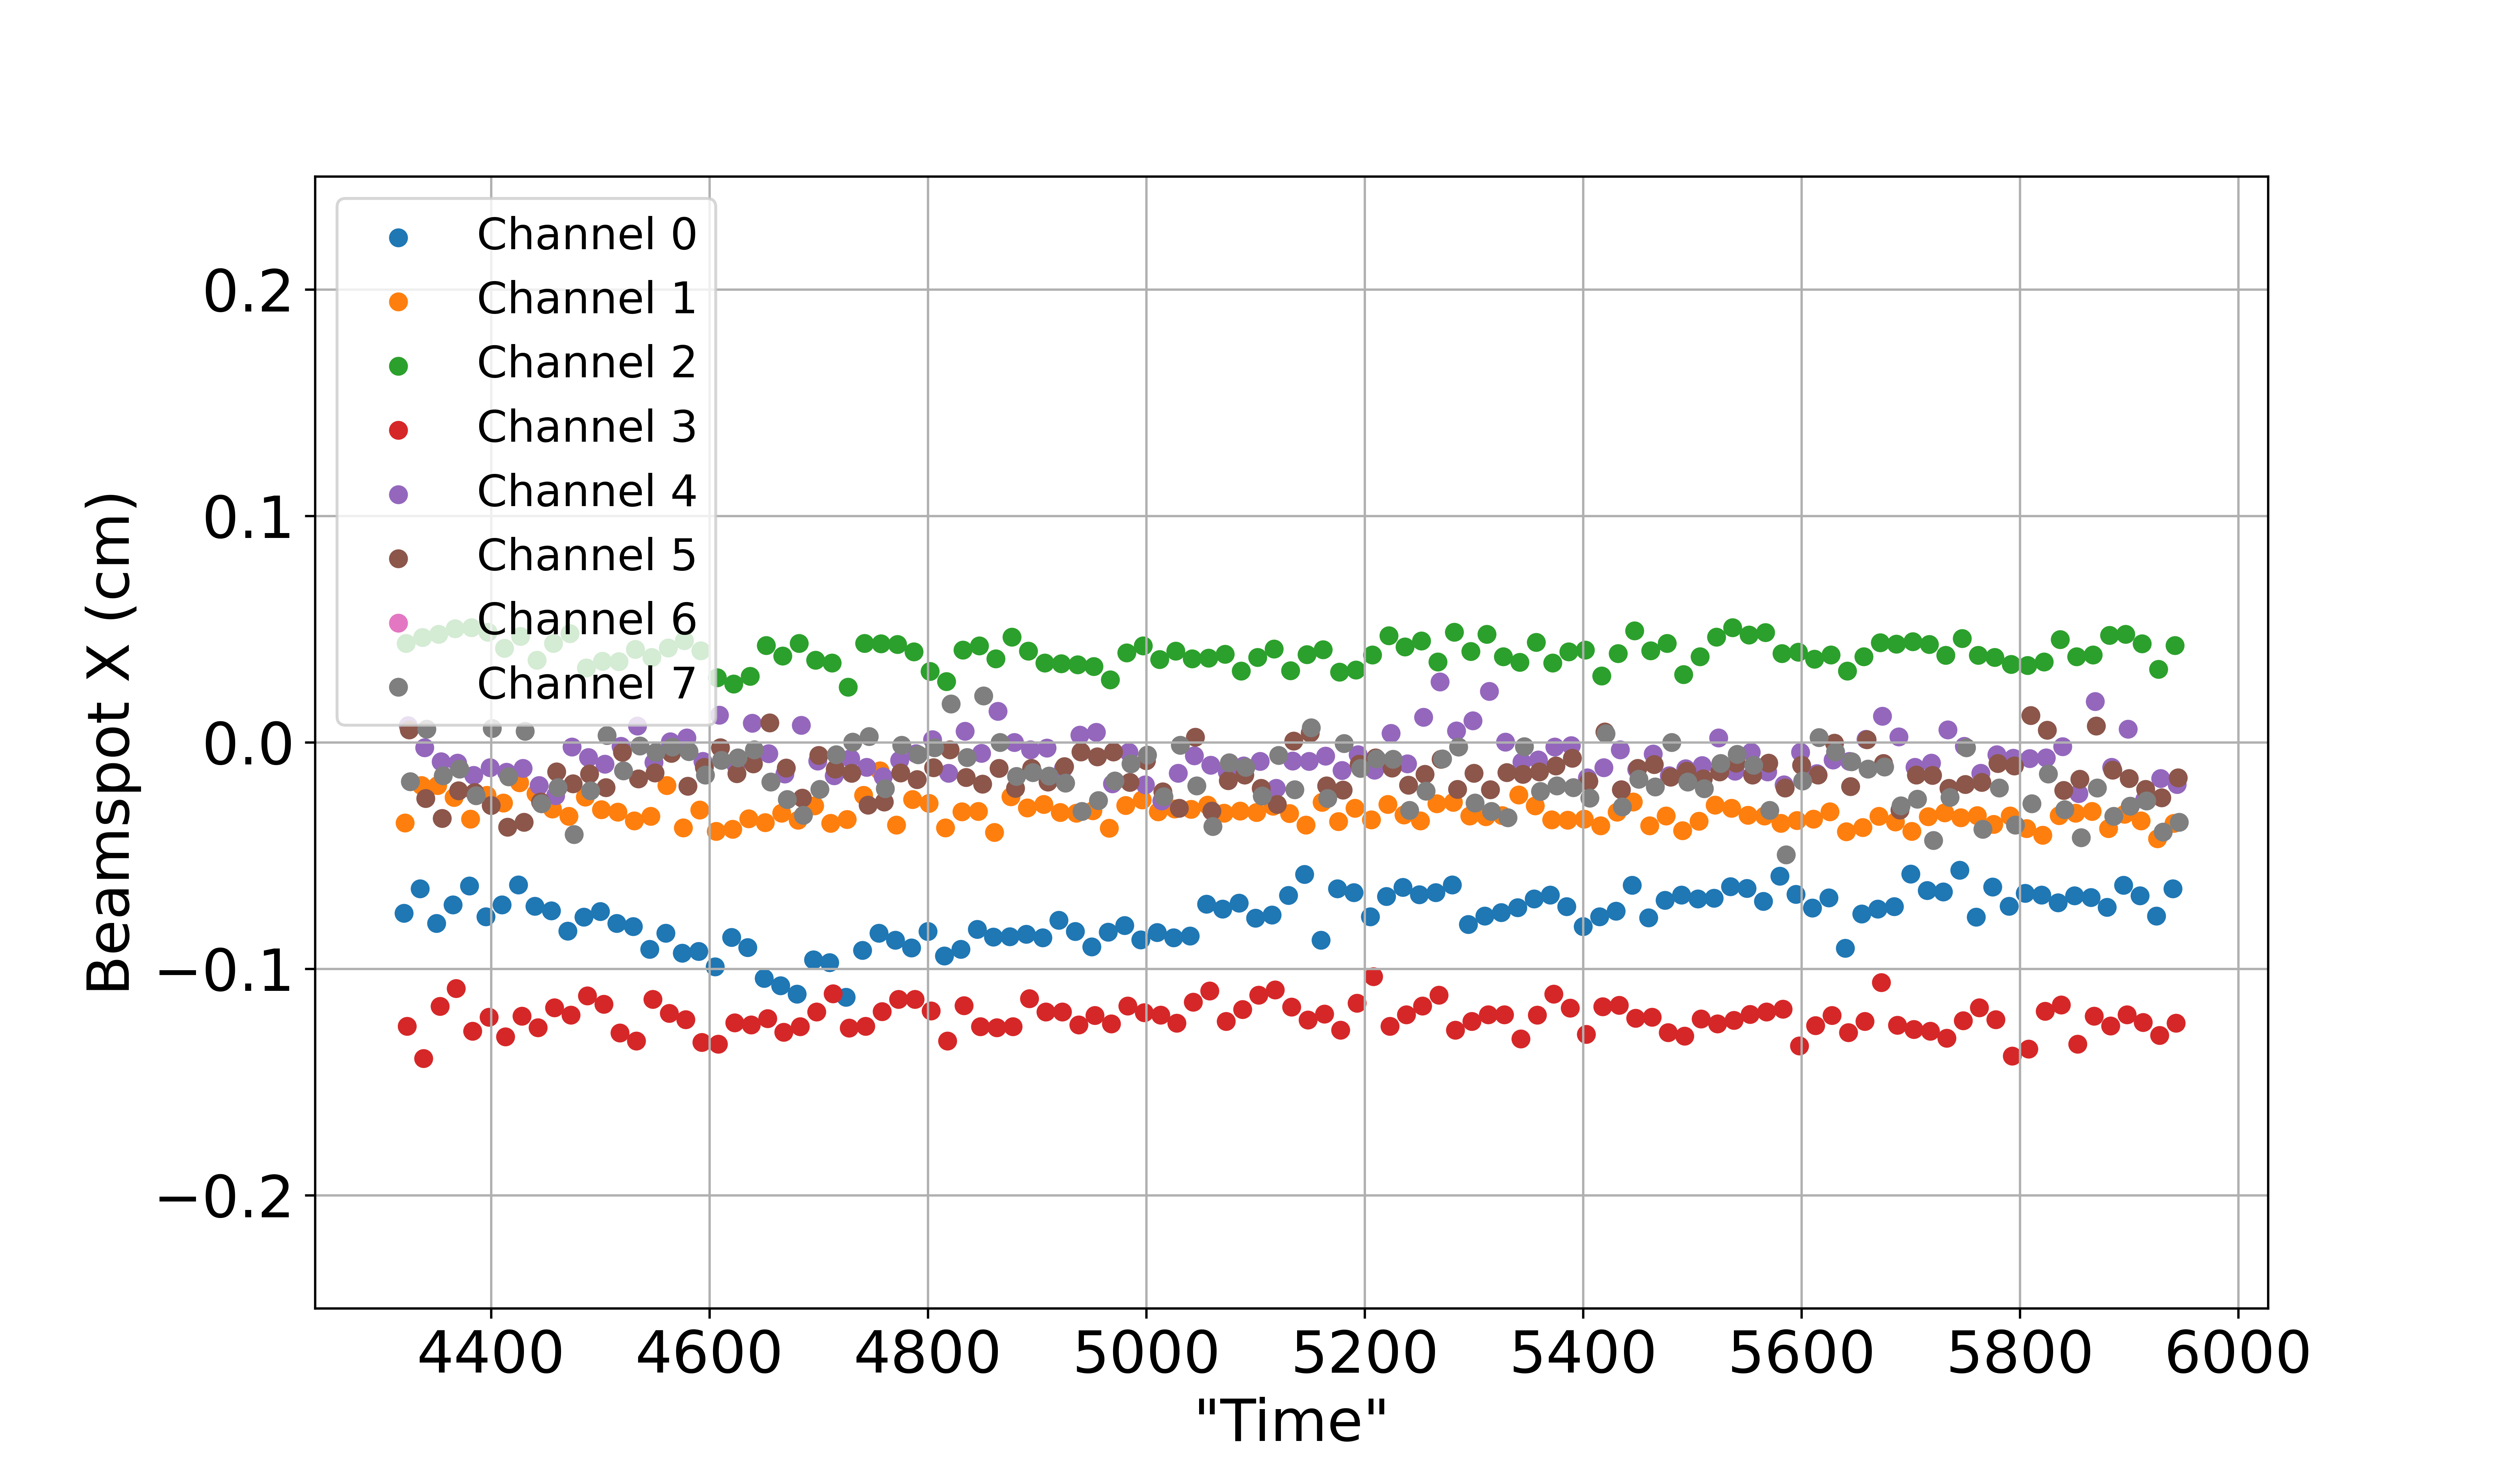 Channel 0
Channel 1
Channel 2
Channel 3
Channel 4
Channel 5
Channel 6
Channel 7
Beamspot X (cm)
0.2
0.1
0.0
−0.1
−0.2
4400 4600 4800 5000 5200 5400 5600 5800 6000
"Time"